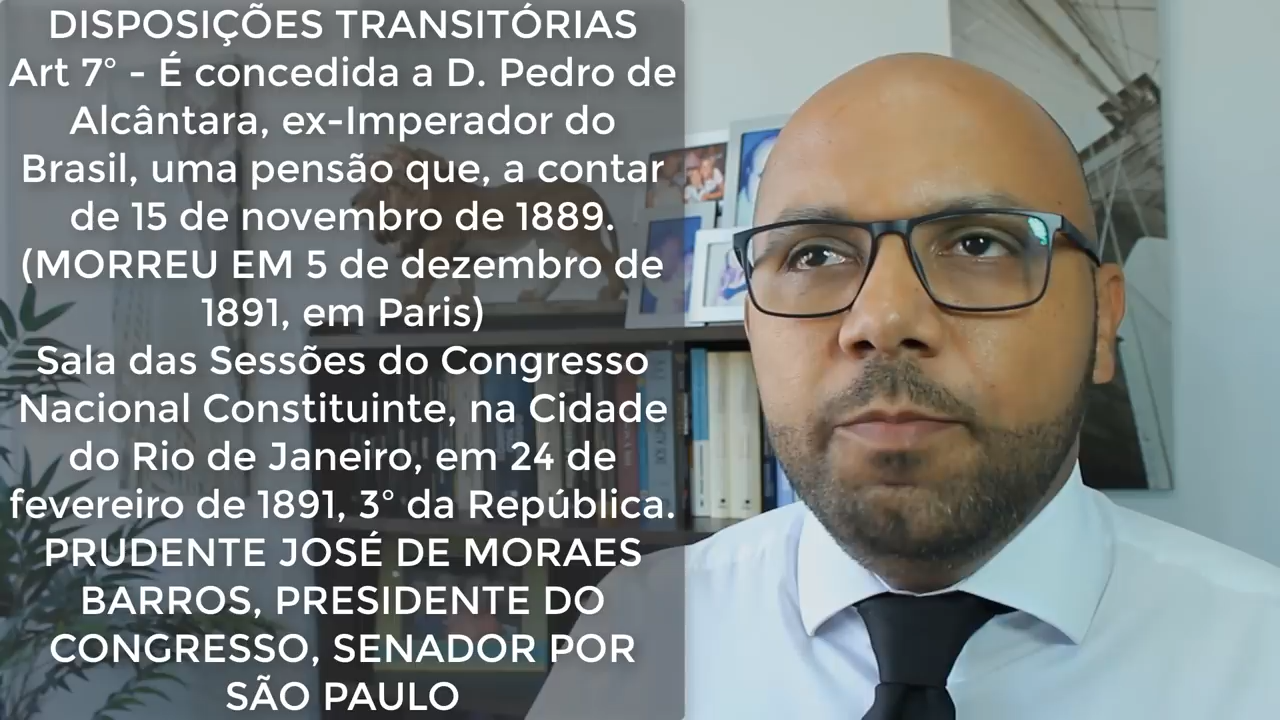 DISPOSIÇÕES TRANSITÓRIAS
Art 7° - É concedida a D. Pedro de
Alcântara, ex-Imperador do
Brasil, uma pensão que, a contar
de 15 de novembro de 1889.
(MORREU EM 5 de dezembro de
1891, em Paris)
Sala das Sessões do Congresso
Nacional Constituinte, na Cidade
do Rio de Janeiro, em 24 de
fevereiro de 1891, 3° da República.
PRUDENTE JOSÉ DE MORAES
BARROS, PRESIDENTE DO
CONGRESSO, SENADOR POR
SÃO PAULO